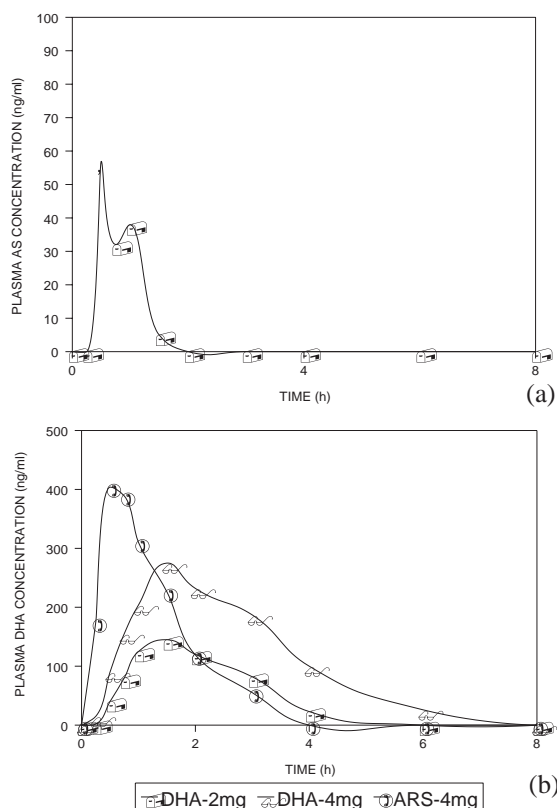 100
90
80
70
60
50
40
30
20
10
0
PLASMA AS CONCENTRATION (ng/ml)
0 4 8
TIME (h)
(a)
500
400
300
200
100
0
PLASMA DHA CONCENTRATION (ng/ml)
0 2 4 6 8
TIME (h)
(b)
DHA-2mg DHA-4mg ARS-4mg